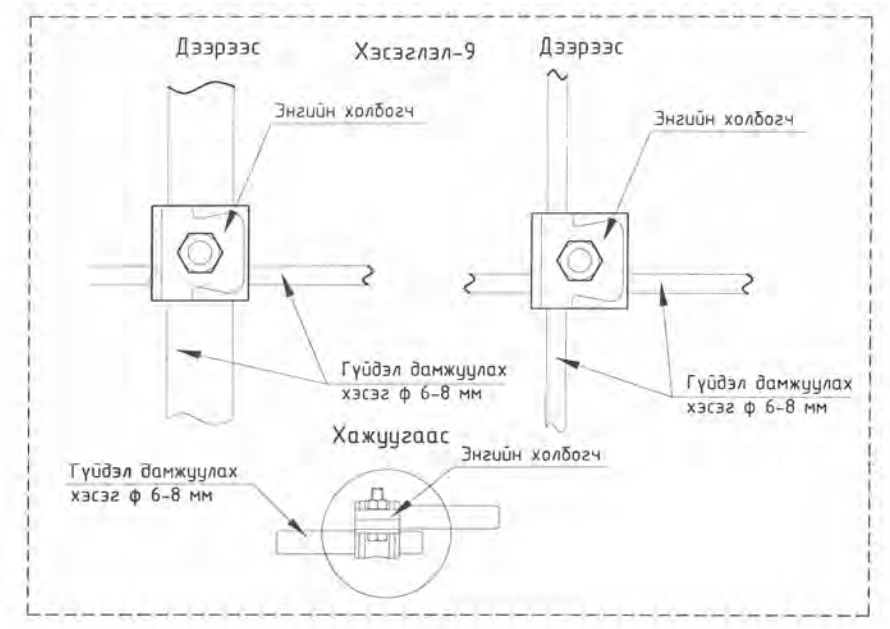 Дээрээс
Хэсэглэл-9
Дээрээс
Энгийн холбогч
Энгийн холбогч
Гүйдэл дамжуулах
хэсэг ф 6-8 мм
Гүйдэл дамжуулах
хэсэг ф 6-8 мм
Хажуугаас
Энгийн холбогч
Гүйдэл дамжуулах
хэсэг ф 6-8 мм